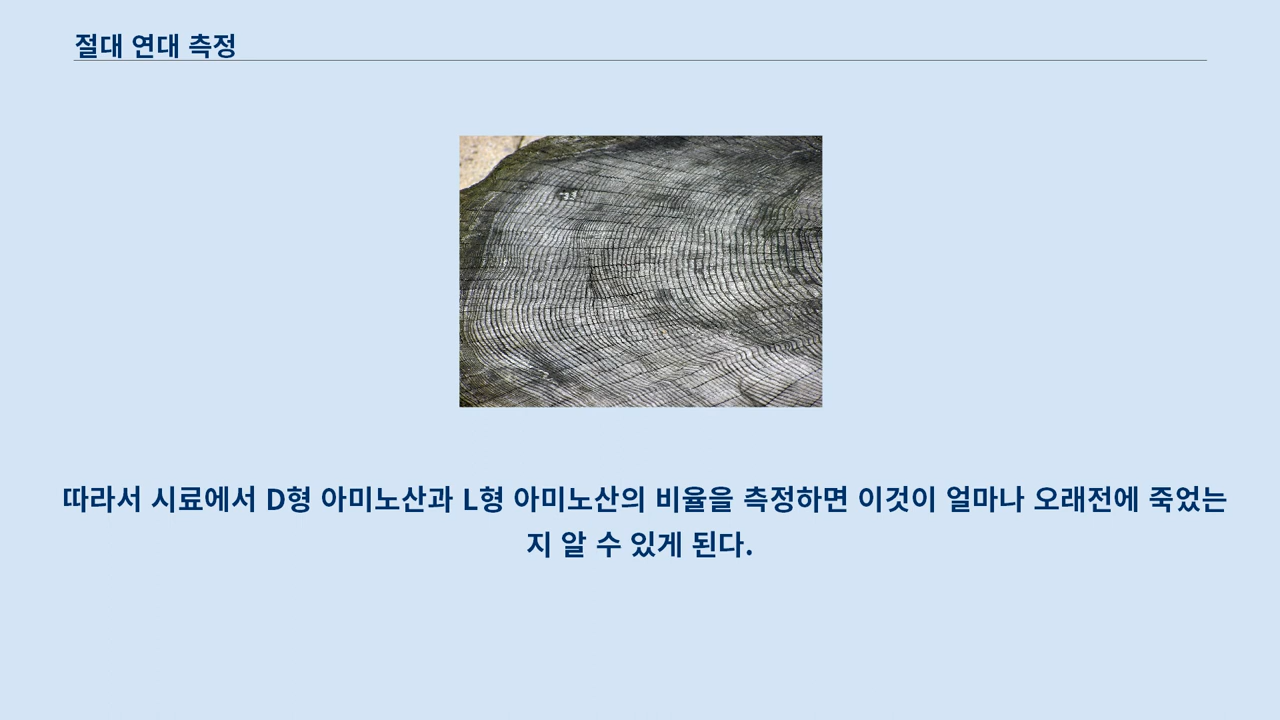 절대 연대 측정
따라서 시료에서 D형 아미노산과 L형 아미노산의 비율을 측정하면 이것이 얼마나 오래전에 죽었는
지 알 수 있게 된다.